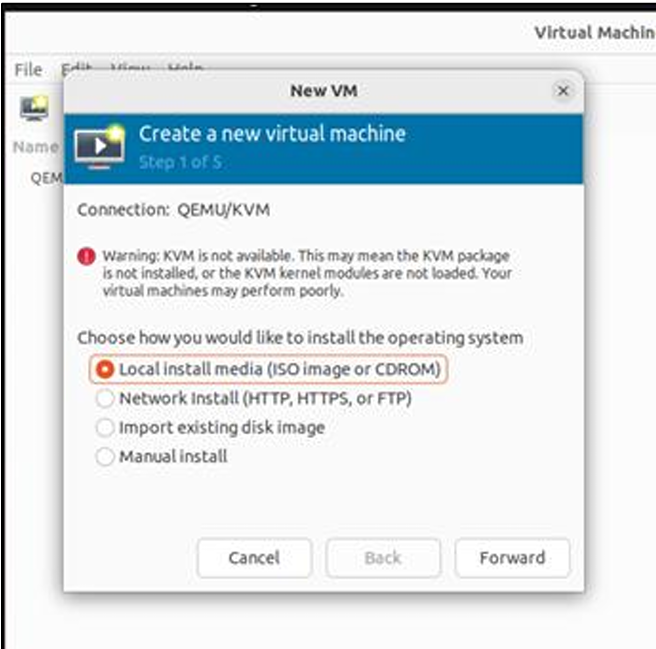 Virtual Machin
File Edit View Help
New VM
Create a new virtual machine
Step 1 of 5
Name
QEM
Connection: QEMU/KVM
Warning: KVM is not available. This may mean the KVM package
is not installed, or the KVM kernel modules are not loaded. Your
virtual machines may perform poorly.
Choose how you would like to install the operating system
Local install media (ISO image or CDROM)
Network Install (HTTP, HTTPS, or FTP)
Import existing disk image
Manual install
Cancel Back Forward